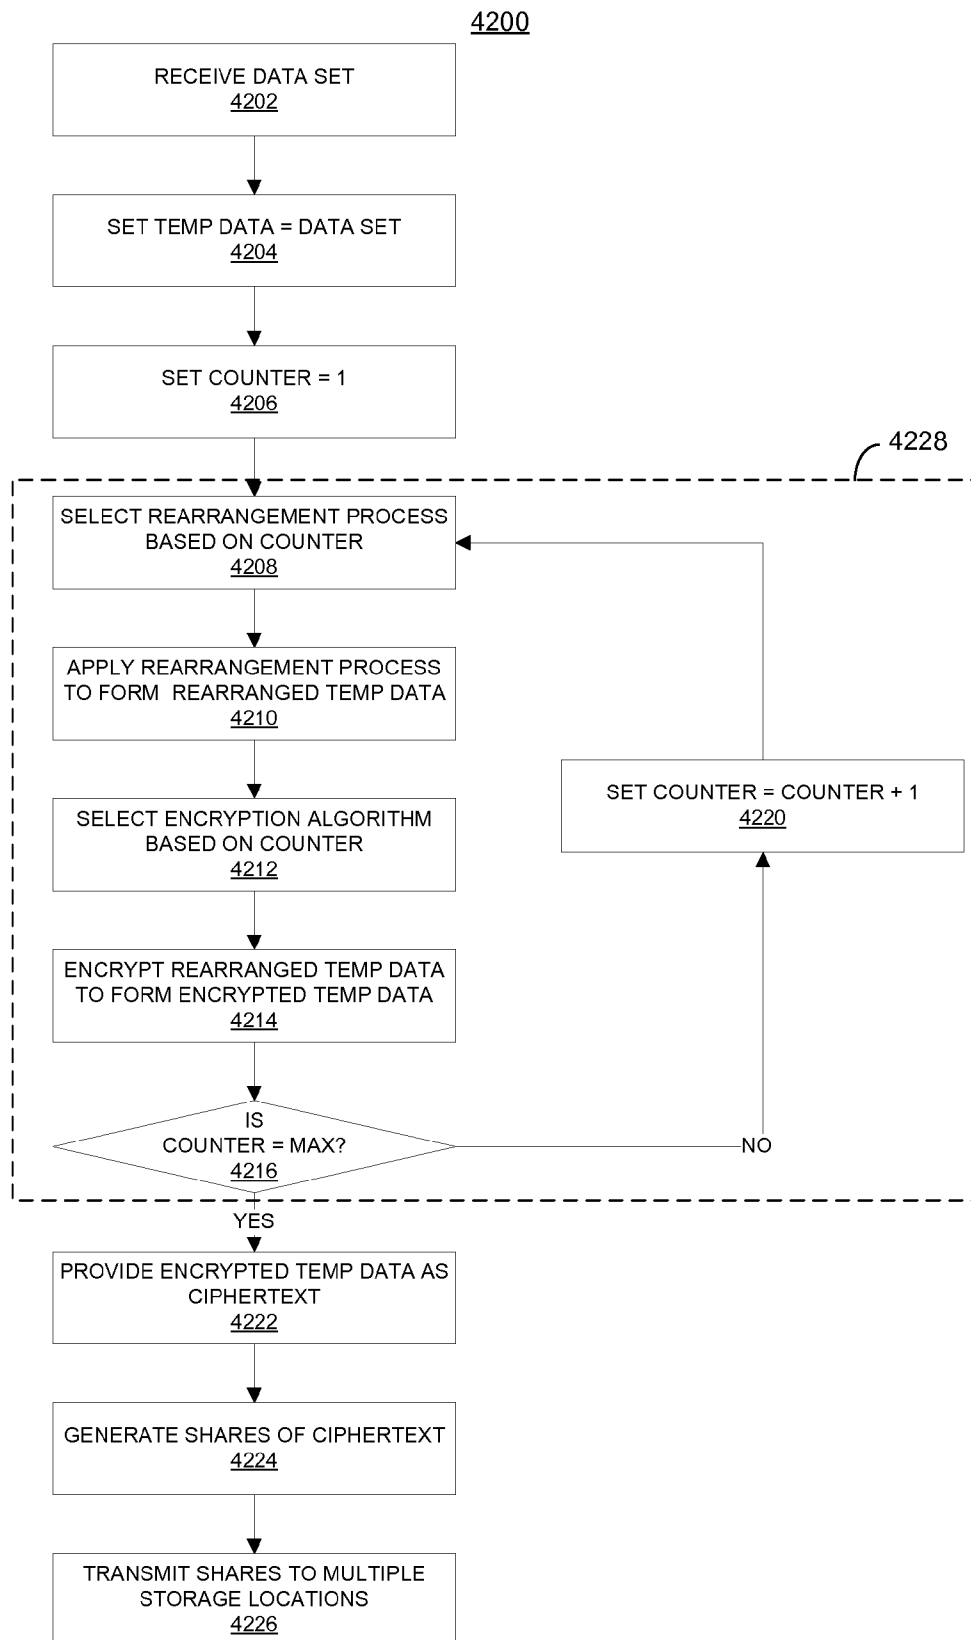 4200
RECEIVE DATA SET
4202
SET TEMP DATA = DATA SET
4204
SET COUNTER = 1
4206
4228
SELECT REARRANGEMENT PROCESS
BASED ON COUNTER
4208
APPLY REARRANGEMENT PROCESS
TO FORM REARRANGED TEMP DATA
4210
SELECT ENCRYPTION ALGORITHM
BASED ON COUNTER
4212
SET COUNTER = COUNTER + 1
4220
ENCRYPT REARRANGED TEMP DATA
TO FORM ENCRYPTED TEMP DATA
4214
IS
COUNTER = MAX?
4216
NO
YES
PROVIDE ENCRYPTED TEMP DATA AS
CIPHERTEXT
4222
GENERATE SHARES OF CIPHERTEXT
4224
TRANSMIT SHARES TO MULTIPLE
STORAGE LOCATIONS
4226